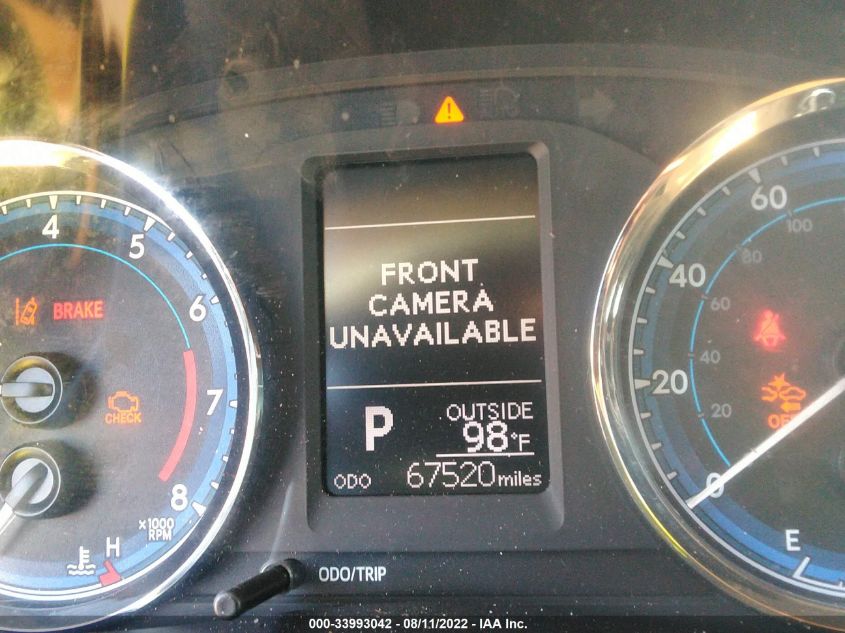 4
5
6
7
8
x1000
RPM
BRAKE
CHECK
H
FRONT
CAMERA
UNAVAILABLE
P
OUTSIDE
98°F
ODO 67520 miles
ODO/TRIP
60
40
20
0
100
80
60
40
20
OFF
E
000-33993042 - 08/11/2022 - IAA Inc.